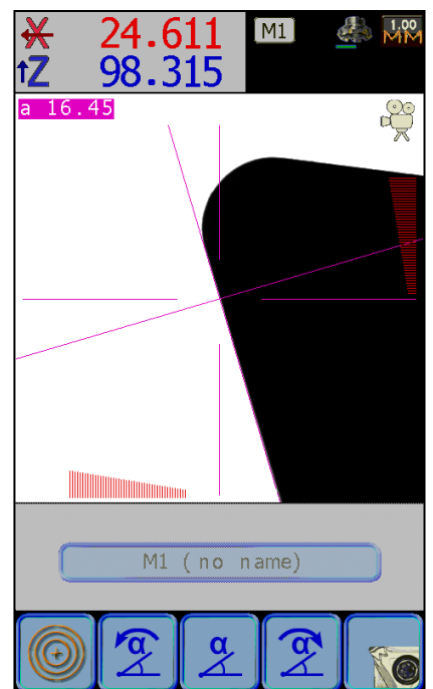 X 24.611 M1 1.00
MM
Z 98.315
a 16.45
M1 ( no name)
α α α